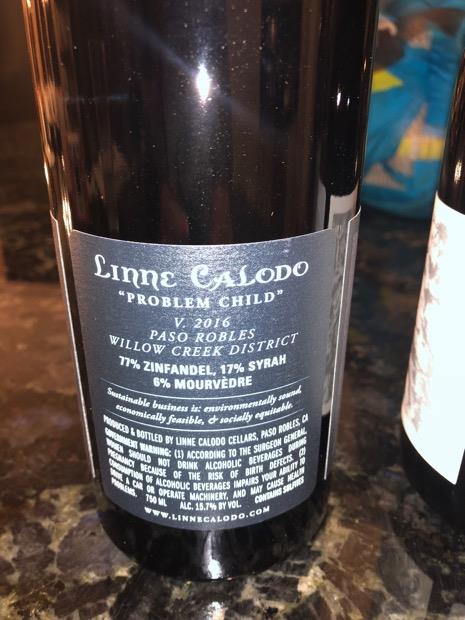 Linne Calodo
"PROBLEM CHILD"
V. 2016
PASO ROBLES
WILLOW CREEK DISTRICT
77% ZINFANDEL, 17% SYRAH
6% MOURVÈDRE
Sustainable business is: environmentally sound,
economically feasible, & socially equitable.
PRODUCED & BOTTLED BY LINNE CALODO CELLARS, PASO ROBLES, CA
GOVERNMENT WARNING: (1) ACCORDING TO THE SURGEON GENERAL,
WOMEN SHOULD NOT DRINK ALCOHOLIC BEVERAGES DURING
PREGNANCY BECAUSE OF THE RISK OF BIRTH DEFECTS. (2)
CONSUMPTION OF ALCOHOLIC BEVERAGES IMPAIRS YOUR ABILITY TO
DRIVE A CAR OR OPERATE MACHINERY, AND MAY CAUSE HEALTH
PROBLEMS. 750 ML ALC. 15.7% BY VOL. CONTAINS SULFITES
WWW.LINNECALODO.COM